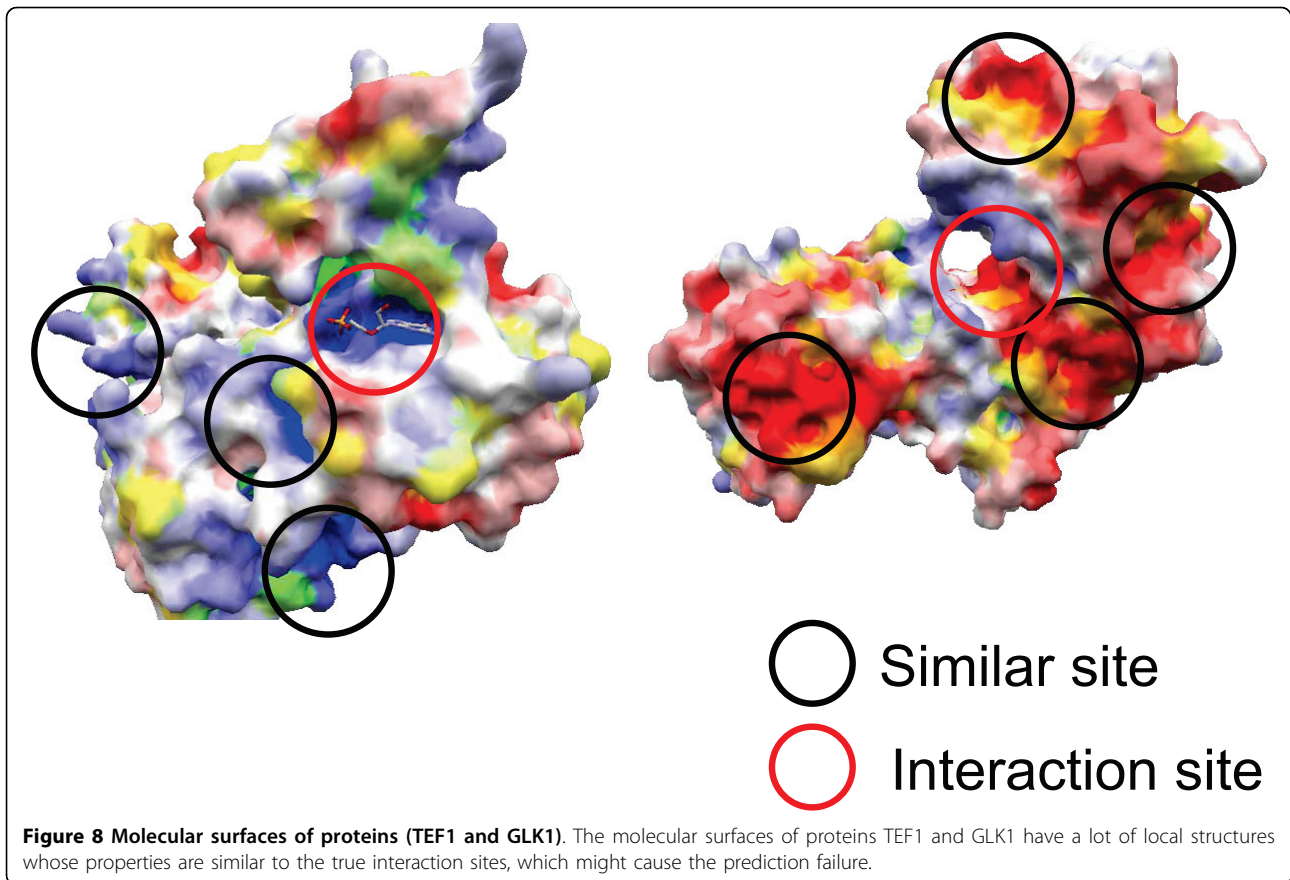 Similar site
Interaction site
Figure 8 Molecular surfaces of proteins (TEF1 and GLK1). The molecular surfaces of proteins TEF1 and GLK1 have a lot of local structures
whose properties are similar to the true interaction sites, which might cause the prediction failure.